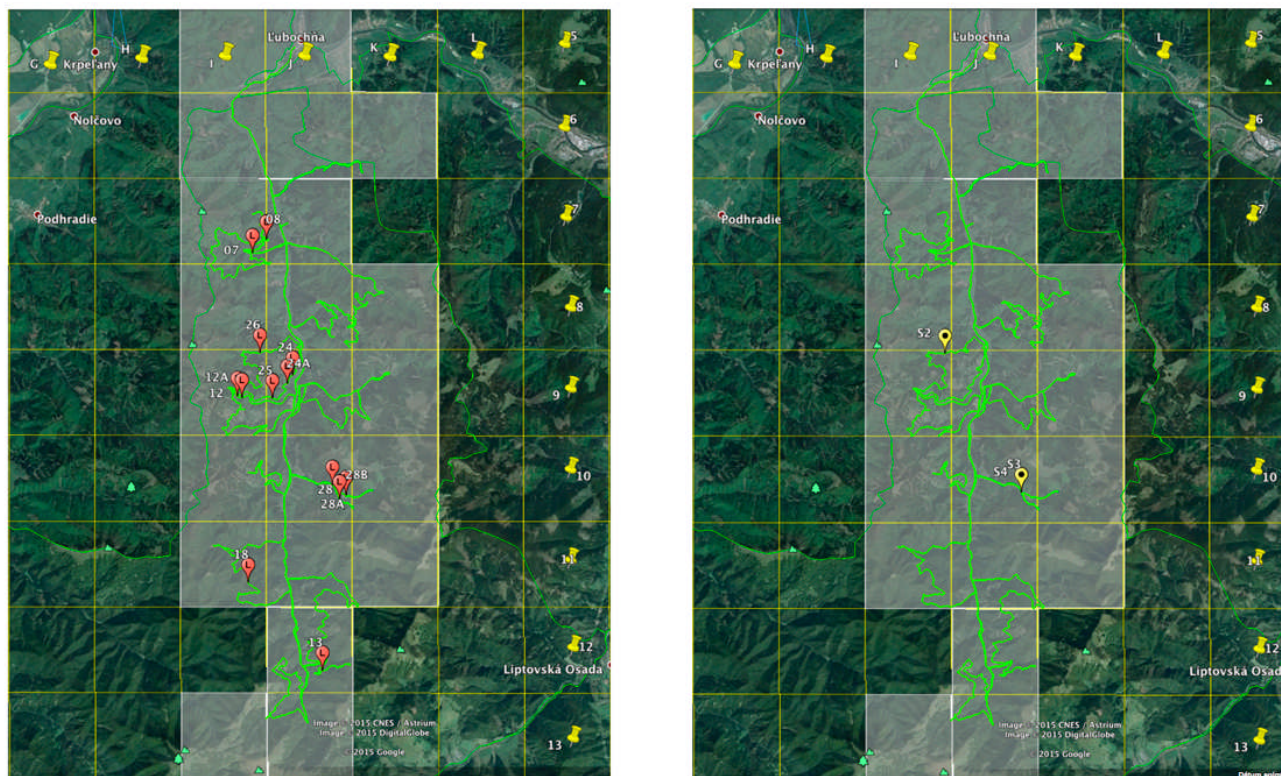 Ľubochňa
G
Krpeľany
H
I
J
K
L
S
Nolčovo
6
Podhradie
7
08
07
8
26
24
24A
25
12A
12
9
28B
28
28A
10
18
11
13
12
Liptovská Osada
Image © 2015 CNES / Astrium
Image © 2015 DigitalGlobe
© 2015 Google
13
Ľubochňa
G
Krpeľany
H
I
J
K
L
S
Nolčovo
6
Podhradie
7
8
S2
9
S3
S4
10
11
12
Liptovská Osad
Image © 2015 CNES / Astrium
Image © 2015 DigitalGlobe
© 2015 Google
13